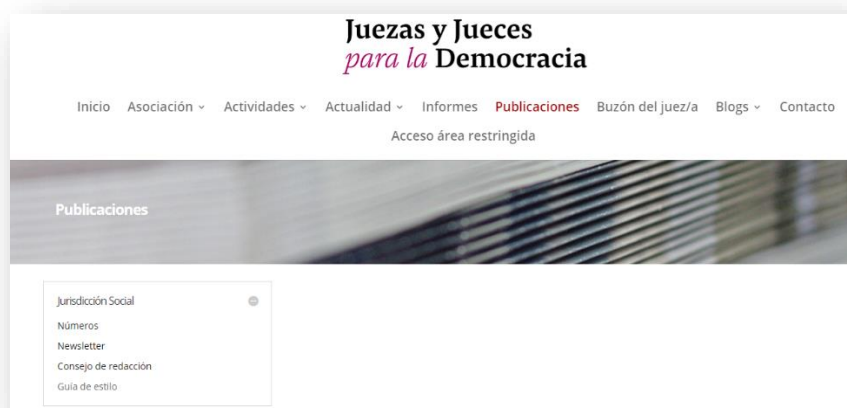 Juezas y Jueces
para la Democracia
Inicio Asociación Actividades Actualidad Informes Publicaciones Buzón del juez/a Blogs Contacto
Acceso área restringida
Publicaciones
Jurisdicción Social
Números
Newsletter
Consejo de redacción
Guía de estilo